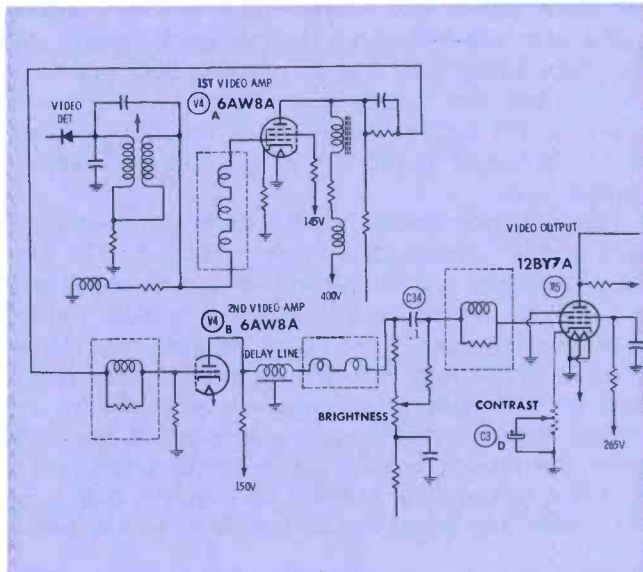 1ST VIDEO AMP
V4 A 6AW8A
VIDEO
DET
145V
400V
VIDEO OUTPUT
12BY7A
2ND VIDEO AMP
V4 B 6AW8A
C34
.1
DELAY LINE
BRIGHTNESS
CONTRAST
C3 D
150V
265V